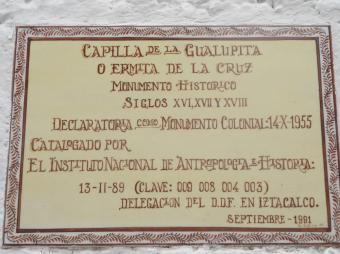 CAPILLA DE LA GUALUPITA
O ERMITA DE LA CRUZ
MONUMENTO HISTORICO
SIGLOS XVI,XVII Y XVIII
DECLARATORIA COMO MONUMENTO COLONIAL:14-X-1955
CATALOGADO POR
EL INSTITUTO NACIONAL DE ANTROPOLOGIA E HISTORIA:
13-II-89 (CLAVE: 009 008 004 003)
DELEGACION DEL D.D.F. EN IZTACALCO.
SEPTIEMBRE-1991